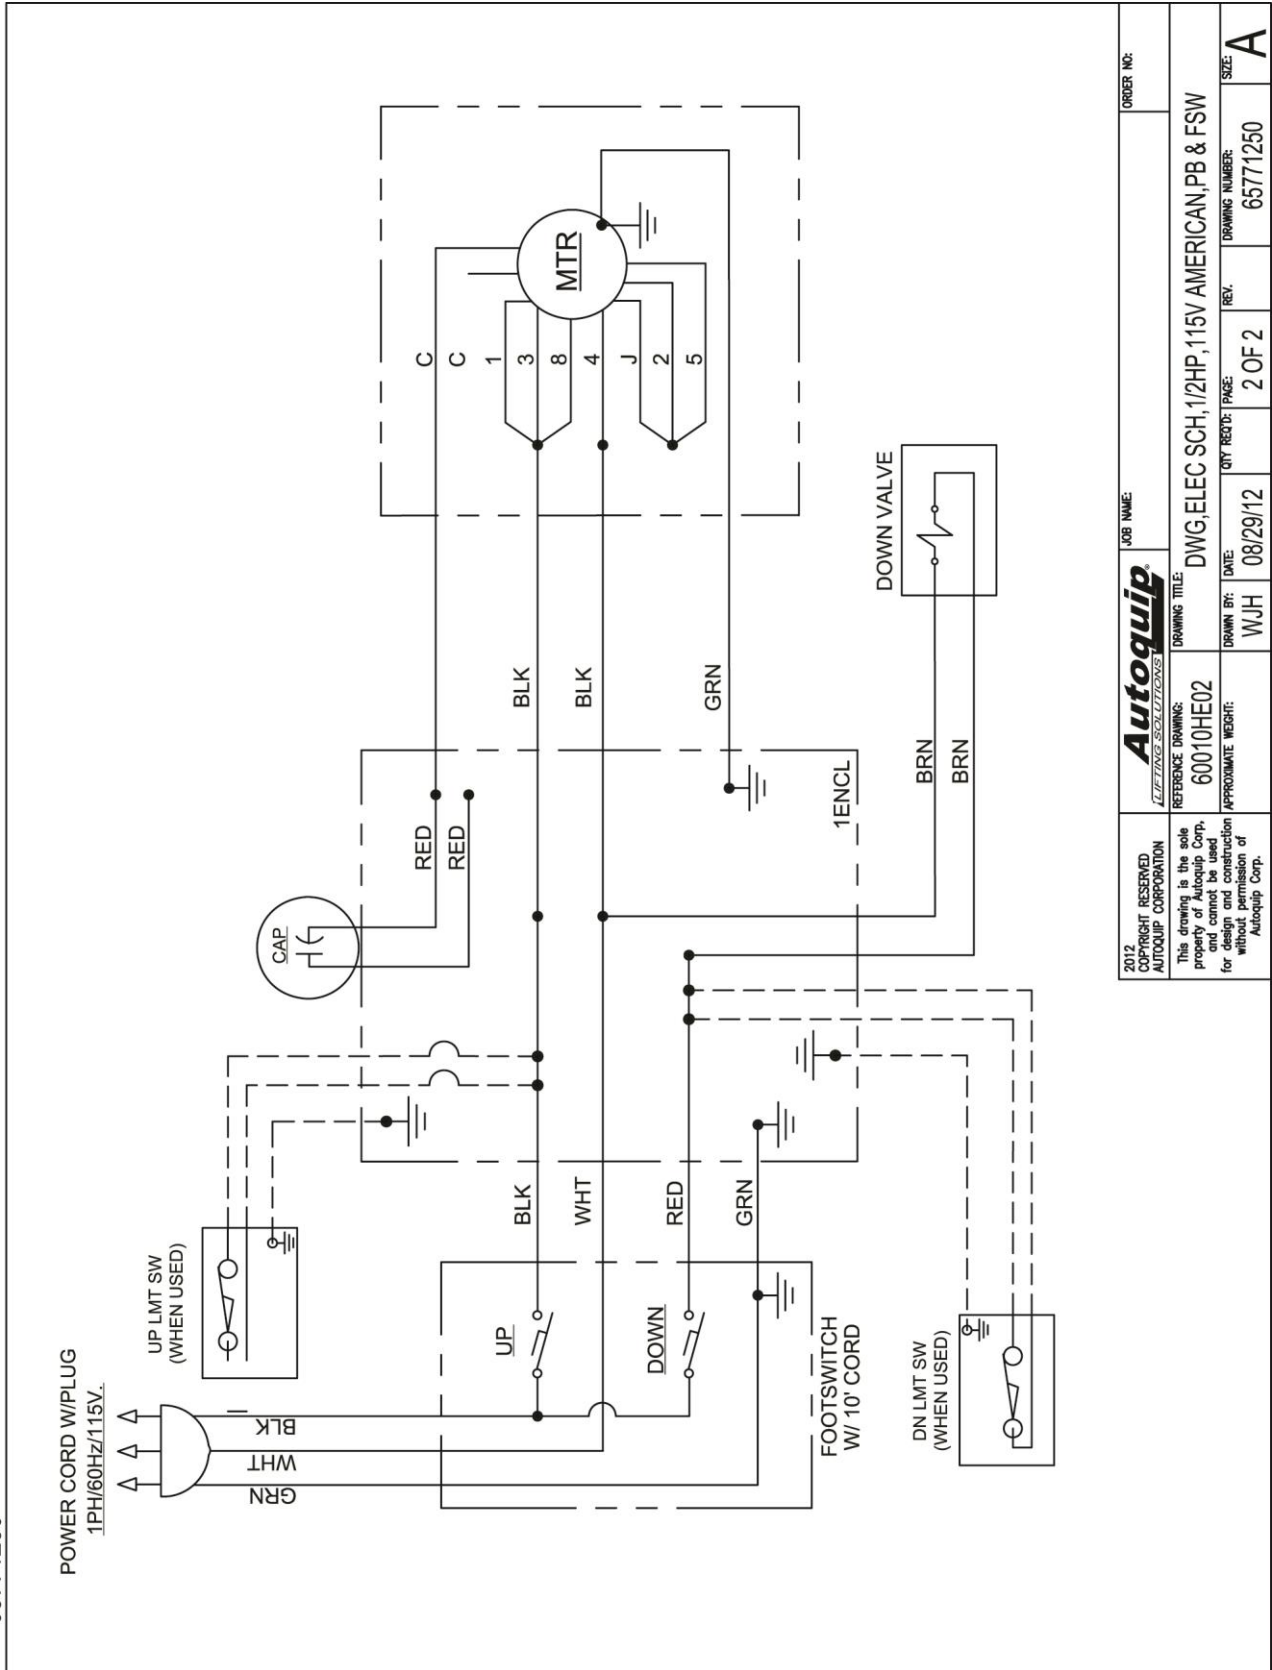 POWER CORD W/PLUG
1PH/60Hz/115V.
BLK
WHT
GRN
UP LMT SW
(WHEN USED)
CAP
RED
RED
C
C
1
3
8
4
J
2
5
MTR
UP
DOWN
FOOTSWITCH
W/ 10' CORD
BLK
WHT
RED
GRN
BLK
BLK
GRN
1ENCL
BRN
BRN
DOWN VALVE
DN LMT SW
(WHEN USED)
2012
COPYRIGHT RESERVED
AUTOQUIP CORPORATION
This drawing is the sole
property of Autoquip Corp,
and cannot be used
for design and construction
without permission of
Autoquip Corp.
Autoquip®
LIFTING SOLUTIONS
JOB NAME:
ORDER NO:
REFERENCE DRAWING:
60010HE02
DRAWING TITLE:
DWG,ELEC SCH,1/2HP,115V AMERICAN,PB & FSW
APPROXIMATE WEIGHT:
DRAWN BY:
WJH
DATE:
08/29/12
QTY REQ'D:
PAGE:
2 OF 2
REV.
DRAWING NUMBER:
65771250
SIZE:
A